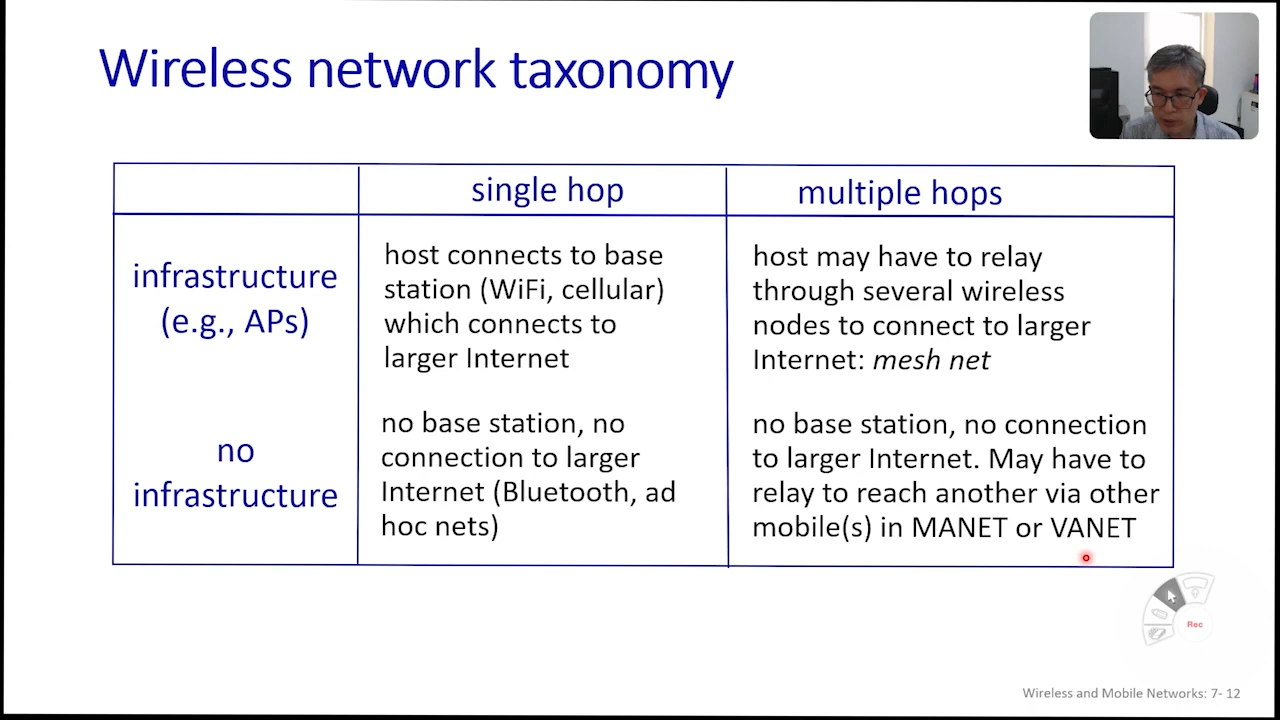 Wireless network taxonomy
single hop
multiple hops
infrastructure
(e.g., APs)
host connects to base
station (WiFi, cellular)
which connects to
larger Internet
host may have to relay
through several wireless
nodes to connect to larger
Internet: mesh net
no
infrastructure
no base station, no
connection to larger
Internet (Bluetooth, ad
hoc nets)
no base station, no connection
to larger Internet. May have to
relay to reach another via other
mobile(s) in MANET or VANET
Rec
Wireless and Mobile Networks: 7- 12